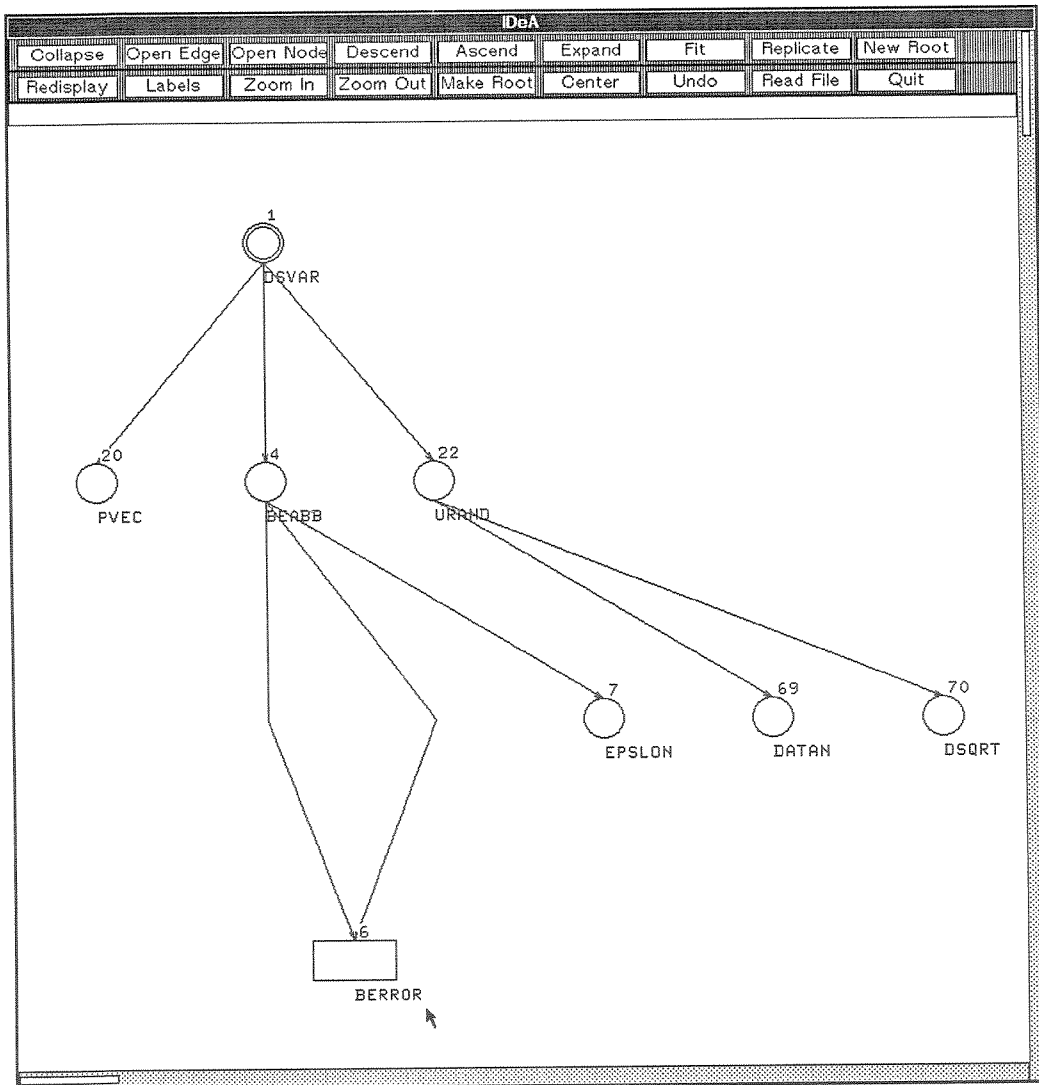 IDeA
Collapse Open Edge Open Node Descend Ascend Expand Fit Replicate New Root
Redisplay Labels Zoom In Zoom Out Make Root Center Undo Read File Quit
1
DSVAR
20 4 22
PVEC BEABB URAND
7 69 70
EPSLON DATAN DSQRT
6
BERROR